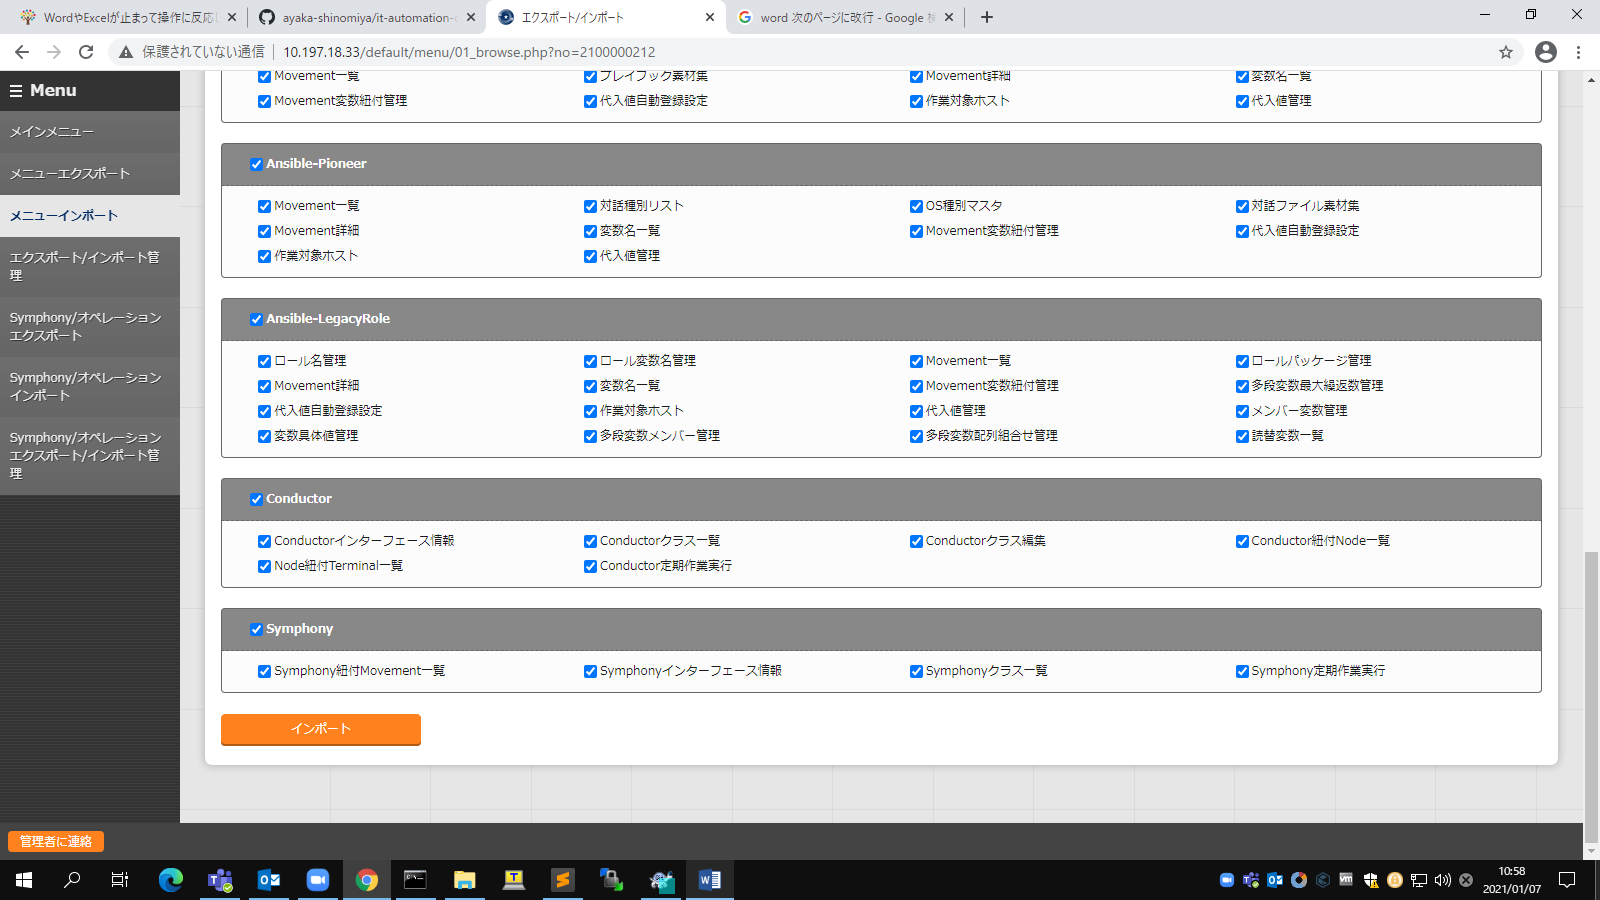 WordやExcelが止まって操作に反応し
ayaka-shinomiya/it-automation-
エクスポート/インポート
word 次のページに改行 - Google
保護されていない通信
10.197.18.33/default/menu/01_browse.php?no=2100000212
Menu
メインメニュー
メニューエクスポート
メニューインポート
エクスポート/インポート管
理
Symphony/オペレーション
エクスポート
Symphony/オペレーション
インポート
Symphony/オペレーション
エクスポート/インポート管
理
Movement一覧 プレイブック素材集 Movement詳細 変数名一覧
Movement変数紐付管理 代入値自動登録設定 作業対象ホスト 代入値管理
Ansible-Pioneer
Movement一覧 対話種別リスト OS種別マスタ 対話ファイル素材集
Movement詳細 変数名一覧 Movement変数紐付管理 代入値自動登録設定
作業対象ホスト 代入値管理
Ansible-LegacyRole
ロール名管理 ロール変数名管理 Movement一覧 ロールパッケージ管理
Movement詳細 変数名一覧 Movement変数紐付管理 多段変数最大繰返数管理
代入値自動登録設定 作業対象ホスト 代入値管理 メンバー変数管理
変数具体値管理 多段変数メンバー管理 多段変数配列組合せ管理 読替変数一覧
Conductor
Conductorインターフェース情報 Conductorクラス一覧 Conductorクラス編集 Conductor紐付Node一覧
Node紐付Terminal一覧 Conductor定期作業実行
Symphony
Symphony紐付Movement一覧 Symphonyインターフェース情報 Symphonyクラス一覧 Symphony定期作業実行
インポート
管理者に連絡
10:58
2021/01/07